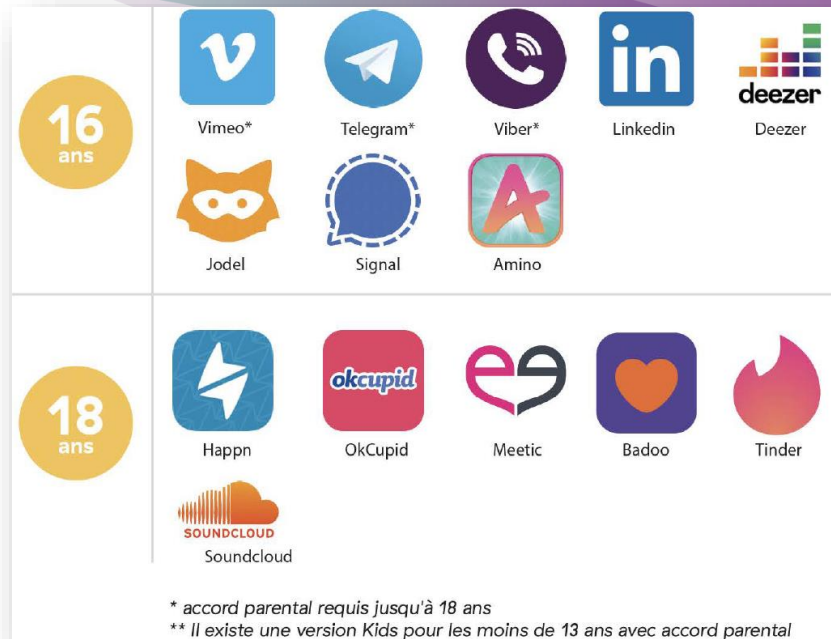 16
ans
Vimeo*
Telegram*
Viber*
in
Linkedin
deezer
Deezer
Jodel
Signal
Amino
18
ans
Happn
okcupid
OkCupid
Meetic
Badoo
Tinder
SOUNDCLOUD
Soundcloud
* accord parental requis jusqu'à 18 ans
** Il existe une version Kids pour les moins de 13 ans avec accord parental